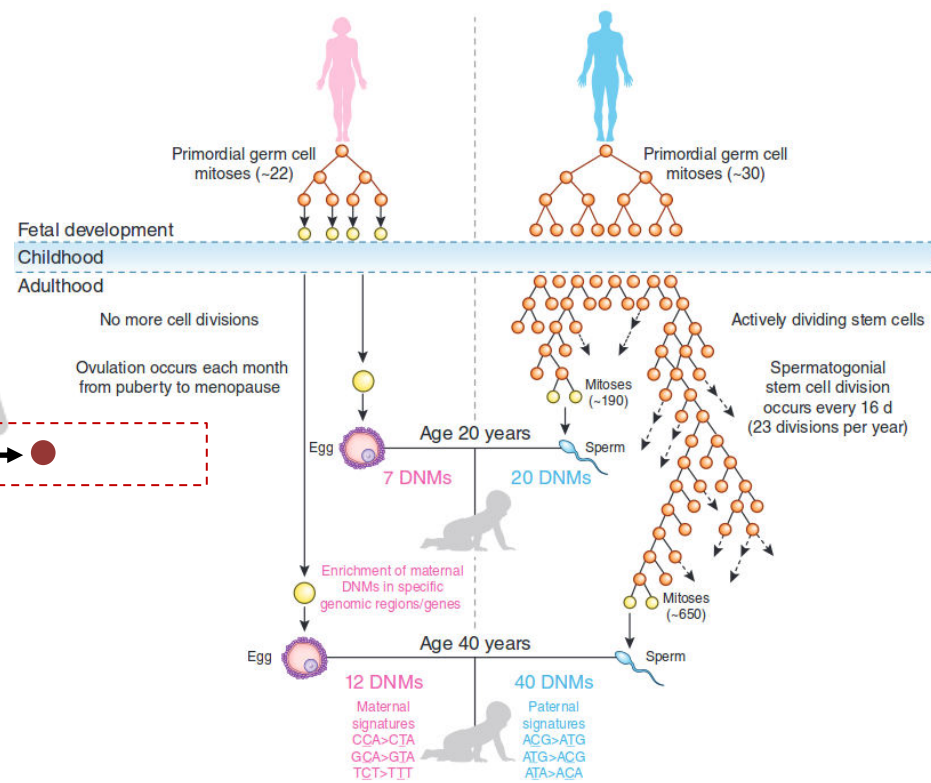 Primordial germ cell
mitoses (~22)
Primordial germ cell
mitoses (~30)
Fetal development
Childhood
Adulthood
No more cell divisions
Ovulation occurs each month
from puberty to menopause
Actively dividing stem cells
Spermatogonial
stem cell division
occurs every 16 d
(23 divisions per year)
Mitoses
(~190)
Egg
Age 20 years
Sperm
7 DNMs
20 DNMs
Enrichment of maternal
DNMs in specific
genomic regions/genes
Mitoses
(~650)
Egg
Age 40 years
Sperm
12 DNMs
40 DNMs
Maternal
signatures
CCA>CTA
GCA>GTA
TCT>TTT
Paternal
signatures
ACG>ATG
ATG>ACG
ATA>ACA